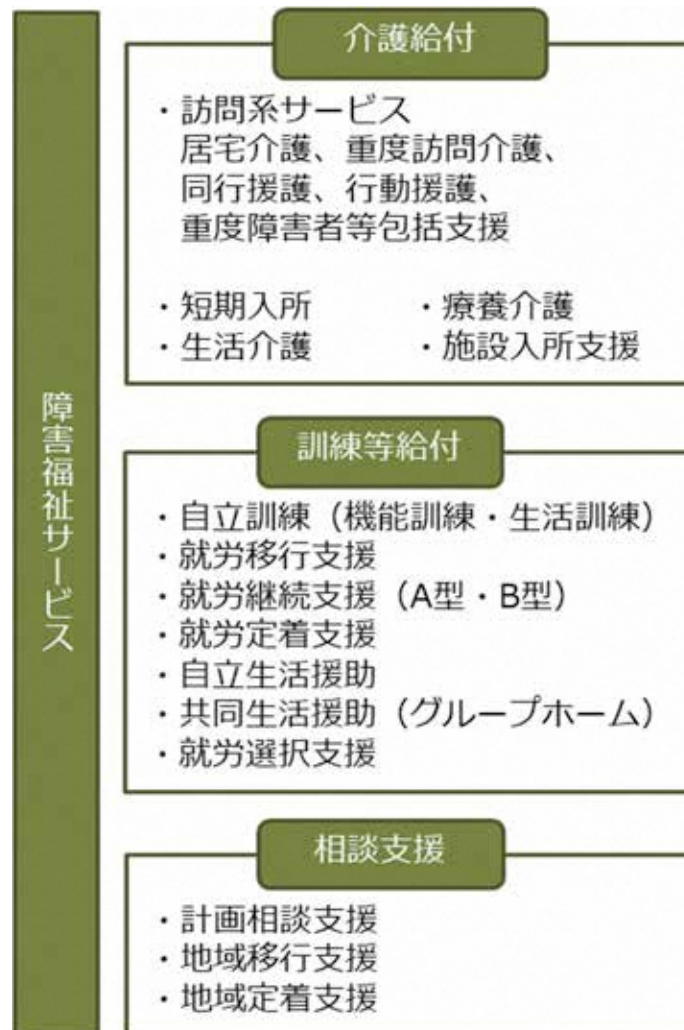 障害福祉サービス
介護給付
・訪問系サービス
居宅介護、重度訪問介護、
同行援護、行動援護、
重度障害者等包括支援
・短期入所 ・療養介護
・生活介護 ・施設入所支援
訓練等給付
・自立訓練（機能訓練・生活訓練）
・就労移行支援
・就労継続支援（A型・B型）
・就労定着支援
・自立生活援助
・共同生活援助（グループホーム）
・就労選択支援
相談支援
・計画相談支援
・地域移行支援
・地域定着支援